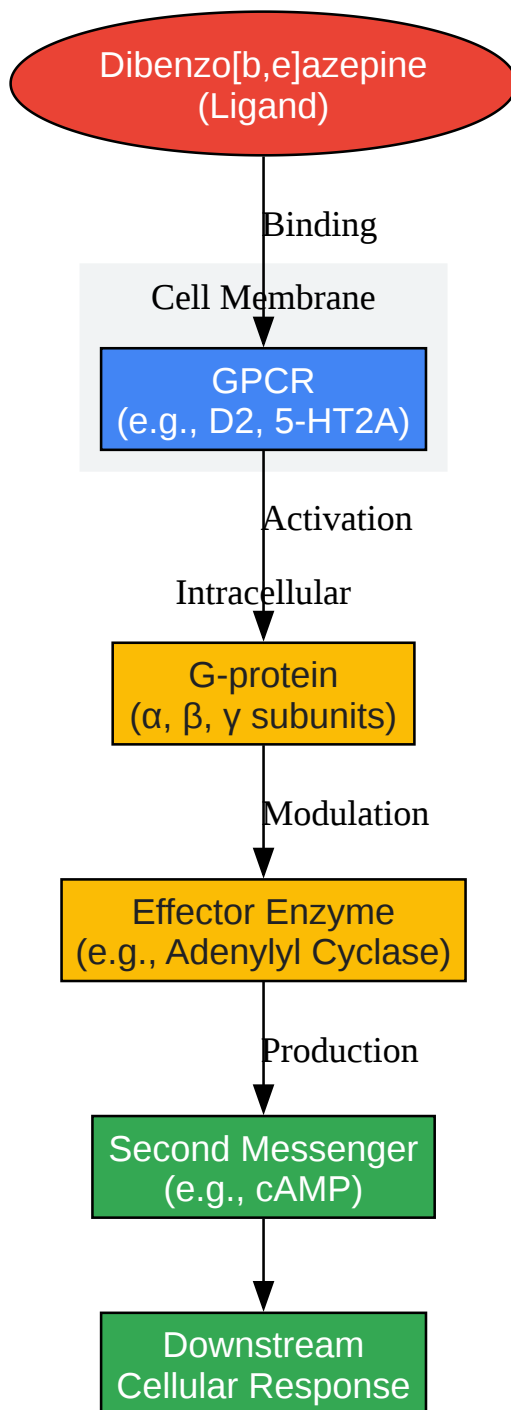 Dibenzo[b,e]azepine
(Ligand)
Binding
Cell Membrane
GPCR
(e.g., D2, 5-HT2A)
Activation
Intracellular
G-protein
(α, β, γ subunits)
Modulation
Effector Enzyme
(e.g., Adenylyl Cyclase)
Production
Second Messenger
(e.g., cAMP)
Downstream
Cellular Response